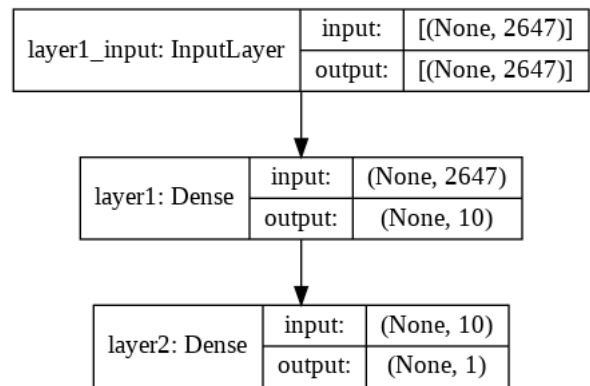 layer1_input: InputLayer
input:
[(None, 2647)]
output:
[(None, 2647)]
layer1: Dense
input:
(None, 2647)
output:
(None, 10)
layer2: Dense
input:
(None, 10)
output:
(None, 1)